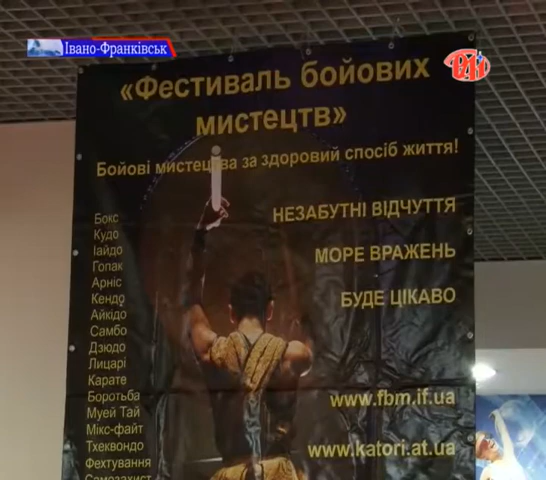 Івано-Франківськ
«Фестиваль бойових
мистецтв»
Бойові мистецтва за здоровий спосіб життя!
НЕЗАБУТНІ ВІДЧУТТЯ
МОРЕ ВРАЖЕНЬ
БУДЕ ЦІКАВО
Бокс
Кудо
Іайдо
Гопак
Арніс
Кендо
Айкідо
Самбо
Дзюдо
Лицарі
Карате
Боротьба
Муей Тай
Мікс-файт
Тхеквондо
Фехтування
Самозахист
www.fbm.if.ua
www.katori.at.ua